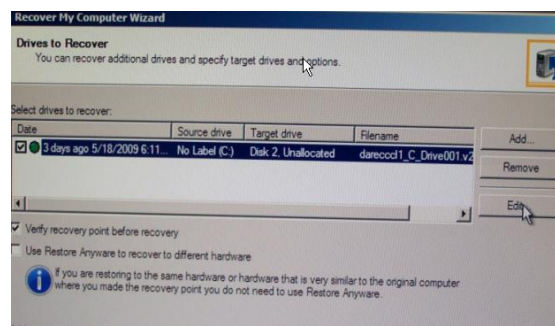 Recover My Computer Wizard
Drives to Recover
You can recover additional drives and specify target drives and options.
Select drives to recover:
Date Source drive Target drive Filename
3 days ago 5/18/2009 6:11... No Label (C:) Disk 2, Unallocated
Add...
Remove
Edit
Verify recovery point before recovery
Use Restore Anyware to recover to different hardware
If you are restoring to the same hardware or hardware that is very similar to the original computer
where you made the recovery point you do not need to use Restore Anyware.